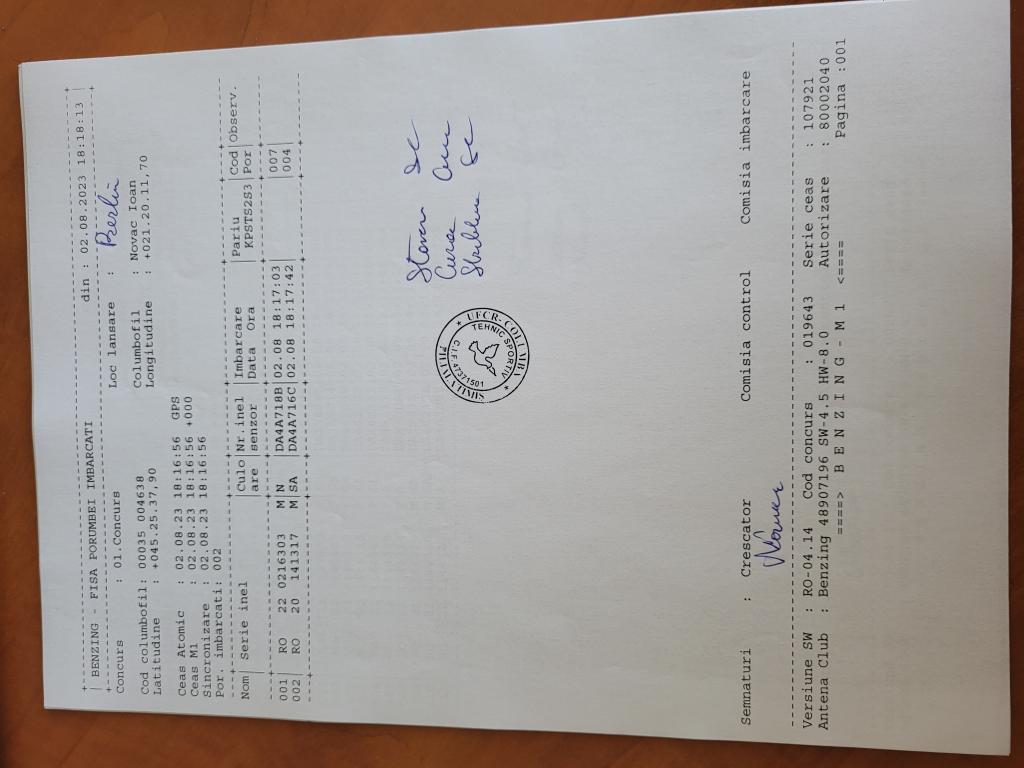 BENZING - FISA PORUMBEI IMBARCATI din : 02.08.2023 18:18:13
Concurs : 01.Concurs Loc lansare : Berlin
Cod columbofil: 00035 004638 Columbofil : Novac Ioan
Latitudine : +045.25.37,90 Longitudine : +021.20.11,70
Ceas Atomic : 02.08.23 18:16:56 GPS
Ceas M1 : 02.08.23 18:16:56 +000
Sincronizare : 02.08.23 18:16:56
Por. imbarcati: 002
Nom| Serie inel |Culo|Nr.inel |Imbarcare |Pariu |Cod|Observ.
|are |senzor |Data Ora | KPSTS2S3|Por|
001| RO 22 0216303 M|N |DA4A718B|02.08 18:17:03| |007|
002| RO 20 141317 M|SA |DA4A716C|02.08 18:17:42| |004|
UFCR-COLUMBA
FILIALA TIMIS
TEHNIC SPORTIV
C.I.F.47371501
Semnaturi : Crescator Comisia control Comisia imbarcare
Versiune SW : RO-04.14 Cod concurs : 019643 Serie ceas : 107921
Antena Club : Benzing 48907196 SW-4.5 HW-8.0 Autorizare : 80002040
====> B E N Z I N G - M 1 <==== Pagina :001